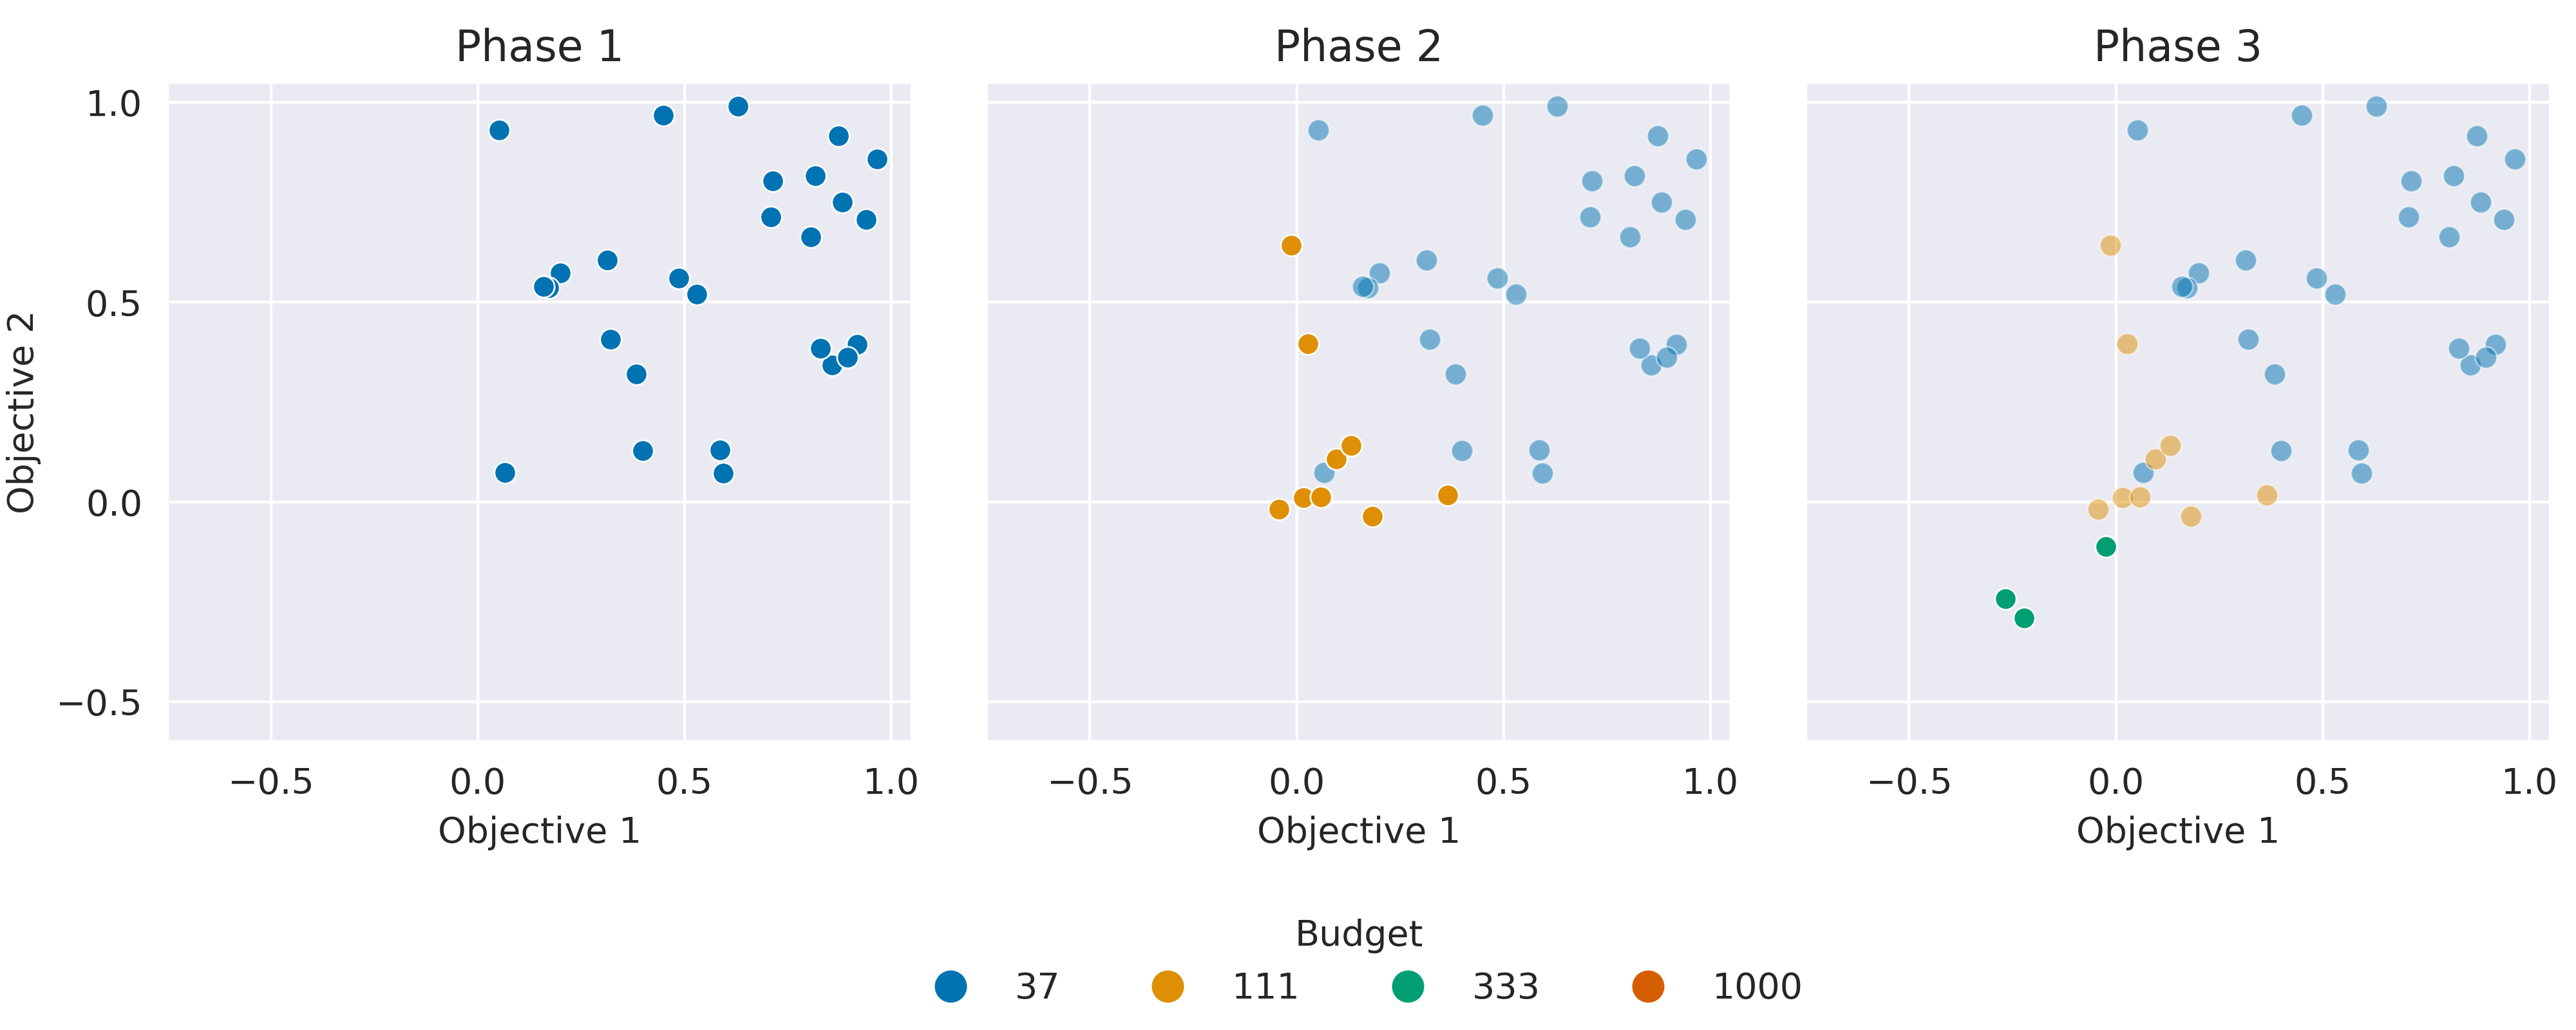 Phase 1 Phase 2 Phase 3
1.0
0.5
0.0
−0.5
Objective 2
−0.5 0.0 0.5 1.0 −0.5 0.0 0.5 1.0 −0.5 0.0 0.5 1.0
Objective 1 Objective 1 Objective 1
Budget
37 111 333 1000